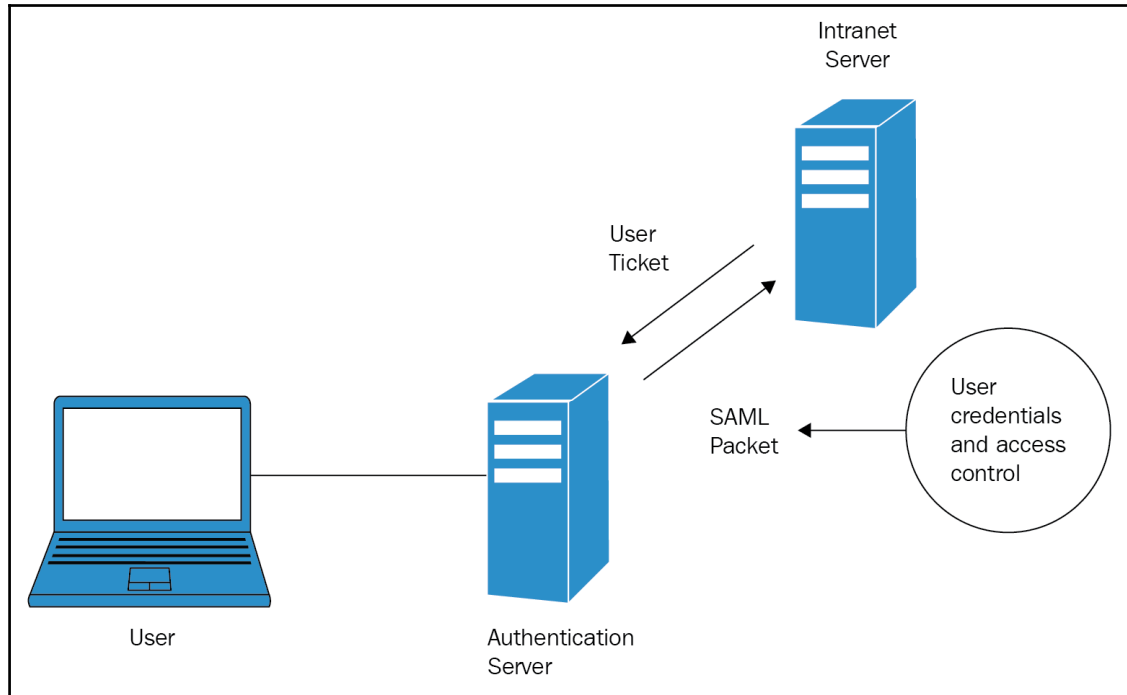 Intranet
Server
User
Ticket
SAML
Packet
User
credentials
and access
control
User
Authentication
Server